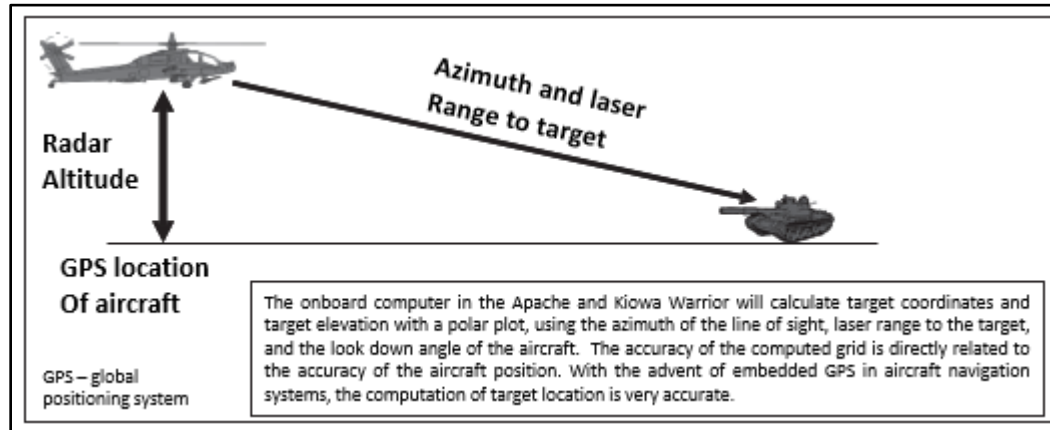 Azimuth and laser
Range to target
Radar
Altitude
GPS location
Of aircraft
The onboard computer in the Apache and Kiowa Warrior will calculate target coordinates and
target elevation with a polar plot, using the azimuth of the line of sight, laser range to the target,
and the look down angle of the aircraft. The accuracy of the computed grid is directly related to
the accuracy of the aircraft position. With the advent of embedded GPS in aircraft navigation
systems, the computation of target location is very accurate.
GPS – global
positioning system